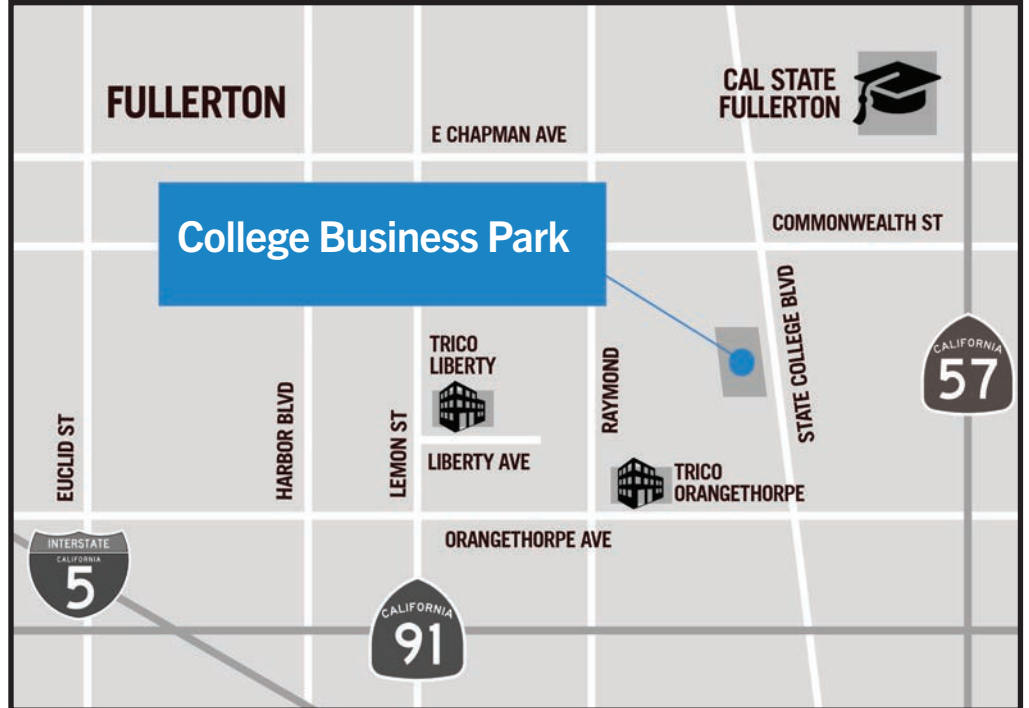 FULLERTON
CAL STATE
FULLERTON
E CHAPMAN AVE
COMMONWEALTH ST
College Business Park
STATE COLLEGE BLVD
CALIFORNIA
57
TRICO
LIBERTY
RAYMOND
EUCLID ST
HARBOR BLVD
LEMON ST
LIBERTY AVE
TRICO
ORANGETHORPE
ORANGETHORPE AVE
INTERSTATE
CALIFORNIA
5
CALIFORNIA
91